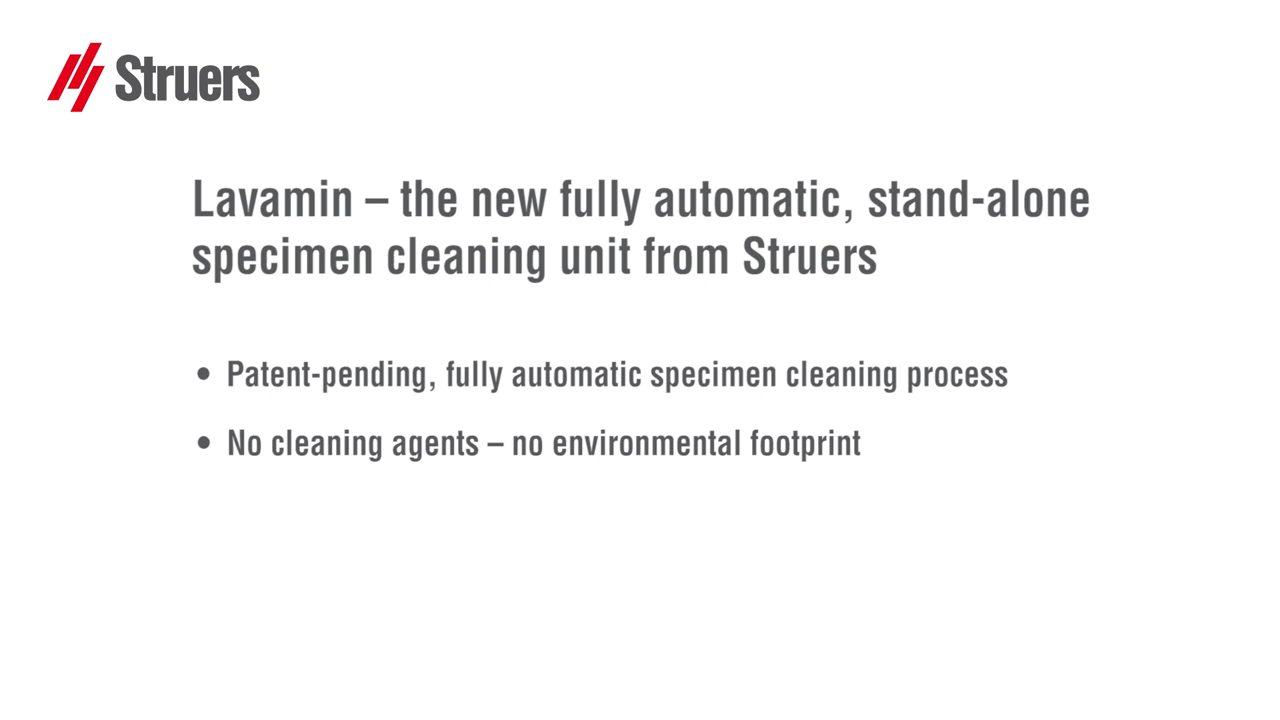 Struers
Lavamin – the new fully automatic, stand-alone
specimen cleaning unit from Struers
• Patent-pending, fully automatic specimen cleaning process
• No cleaning agents – no environmental footprint